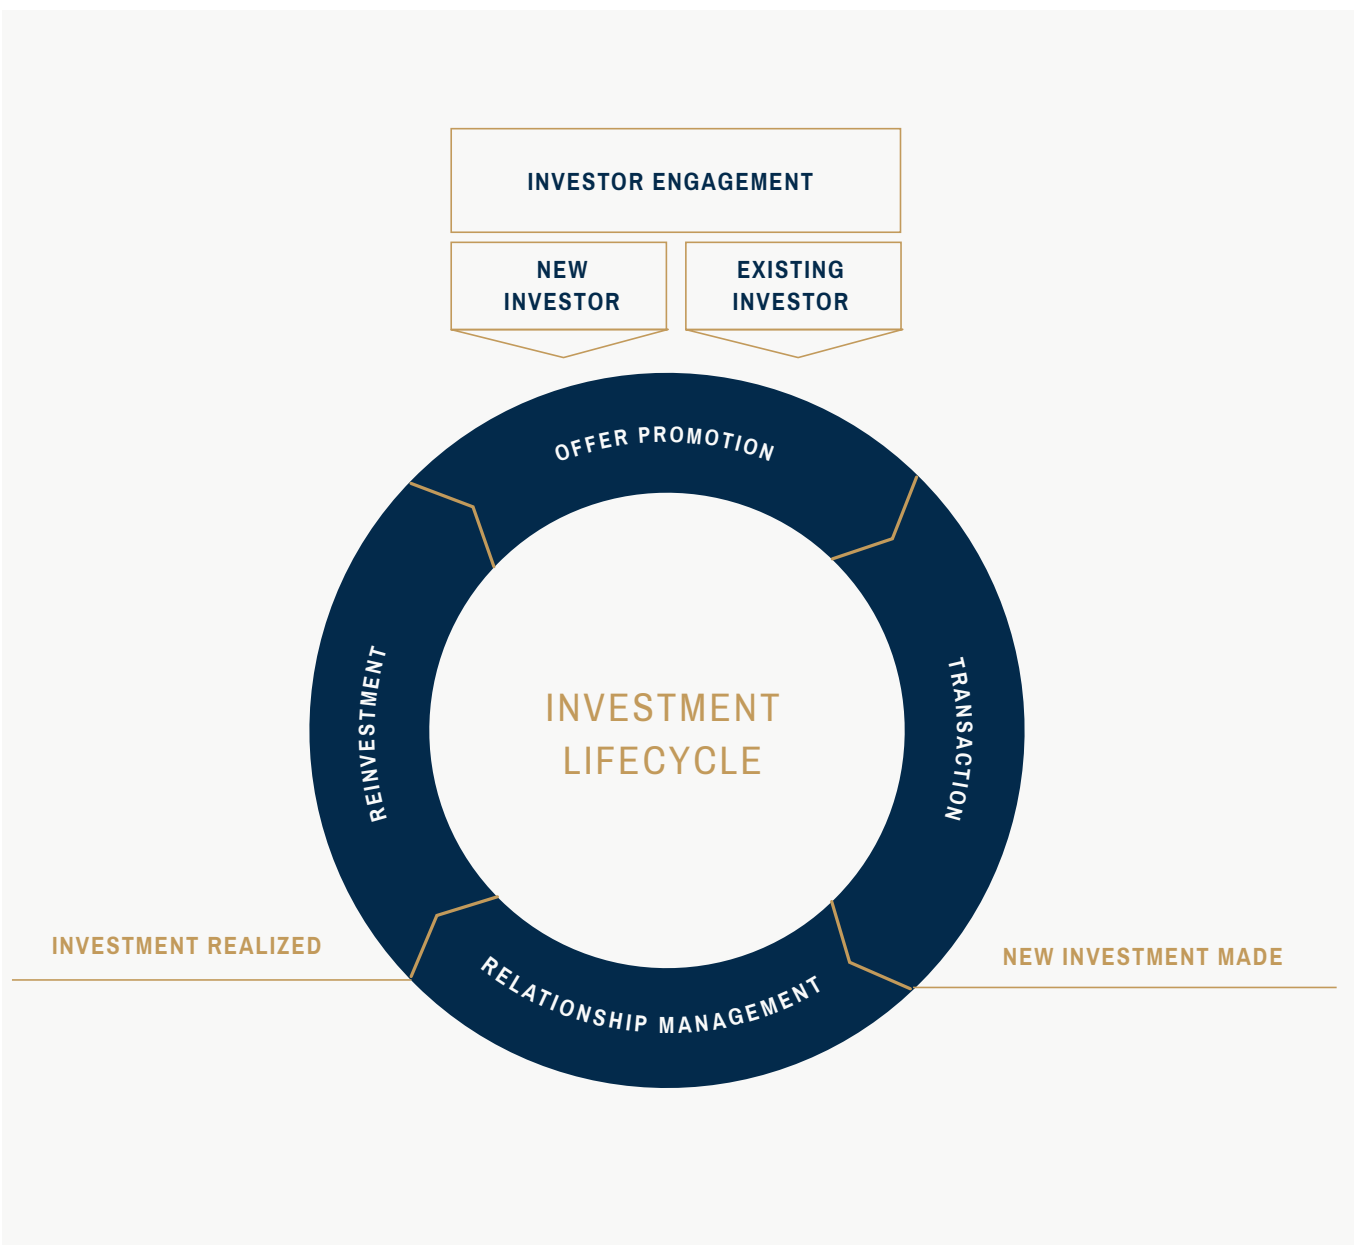 INVESTOR ENGAGEMENT
NEW
INVESTOR
EXISTING
INVESTOR
OFFER PROMOTION
TRANSACTION
REINVESTMENT
INVESTMENT
LIFECYCLE
INVESTMENT REALIZED
NEW INVESTMENT MADE
RELATIONSHIP MANAGEMENT